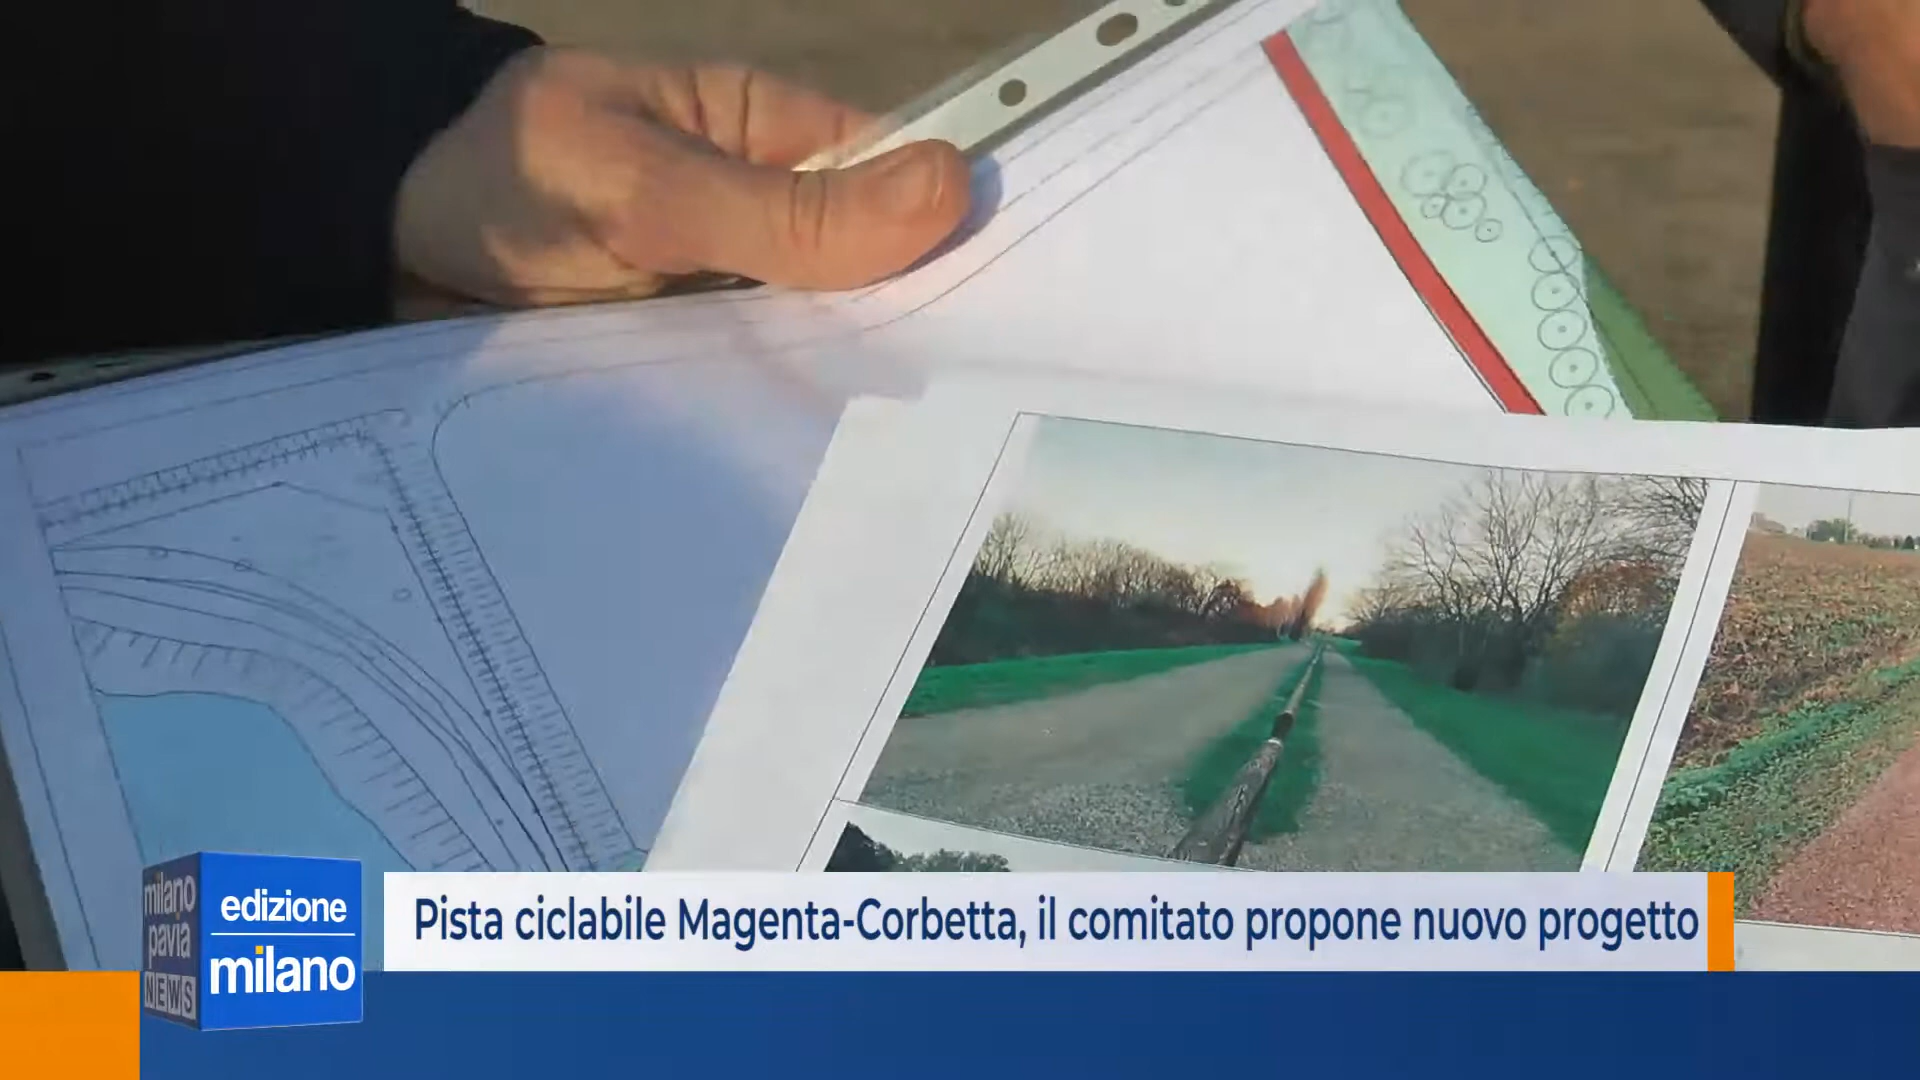 milano
pavia
NEWS
edizione
milano
Pista ciclabile Magenta-Corbetta, il comitato propone nuovo progetto